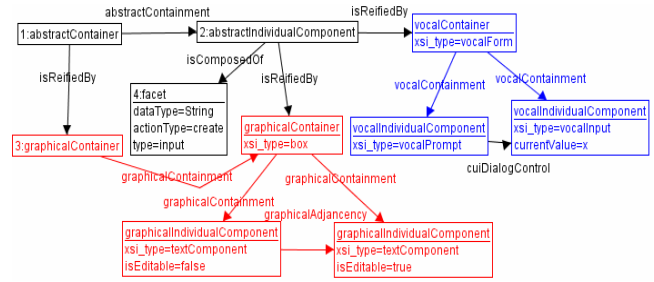 abstractContainment
isReifiedBy
1:abstractContainer
2:abstractIndividualComponent
vocalContainer
xsi_type=vocalForm
isComposedOf
isReifiedBy
isReifiedBy
vocalContainment
vocalContainment
4:facet
dataType=String
actionType=create
type=input
3:graphicalContainer
graphicalContainer
xsi_type=box
vocalIndividualComponent
xsi_type=vocalPrompt
vocalIndividualComponent
xsi_type=vocalInput
currentValue=x
cuiDialogControl
graphicalContainment
graphicalContainment
graphicalContainment
graphicalAdjancency
graphicalIndividualComponent
xsi_type=textComponent
isEditable=false
graphicalIndividualComponent
xsi_type=textComponent
isEditable=true